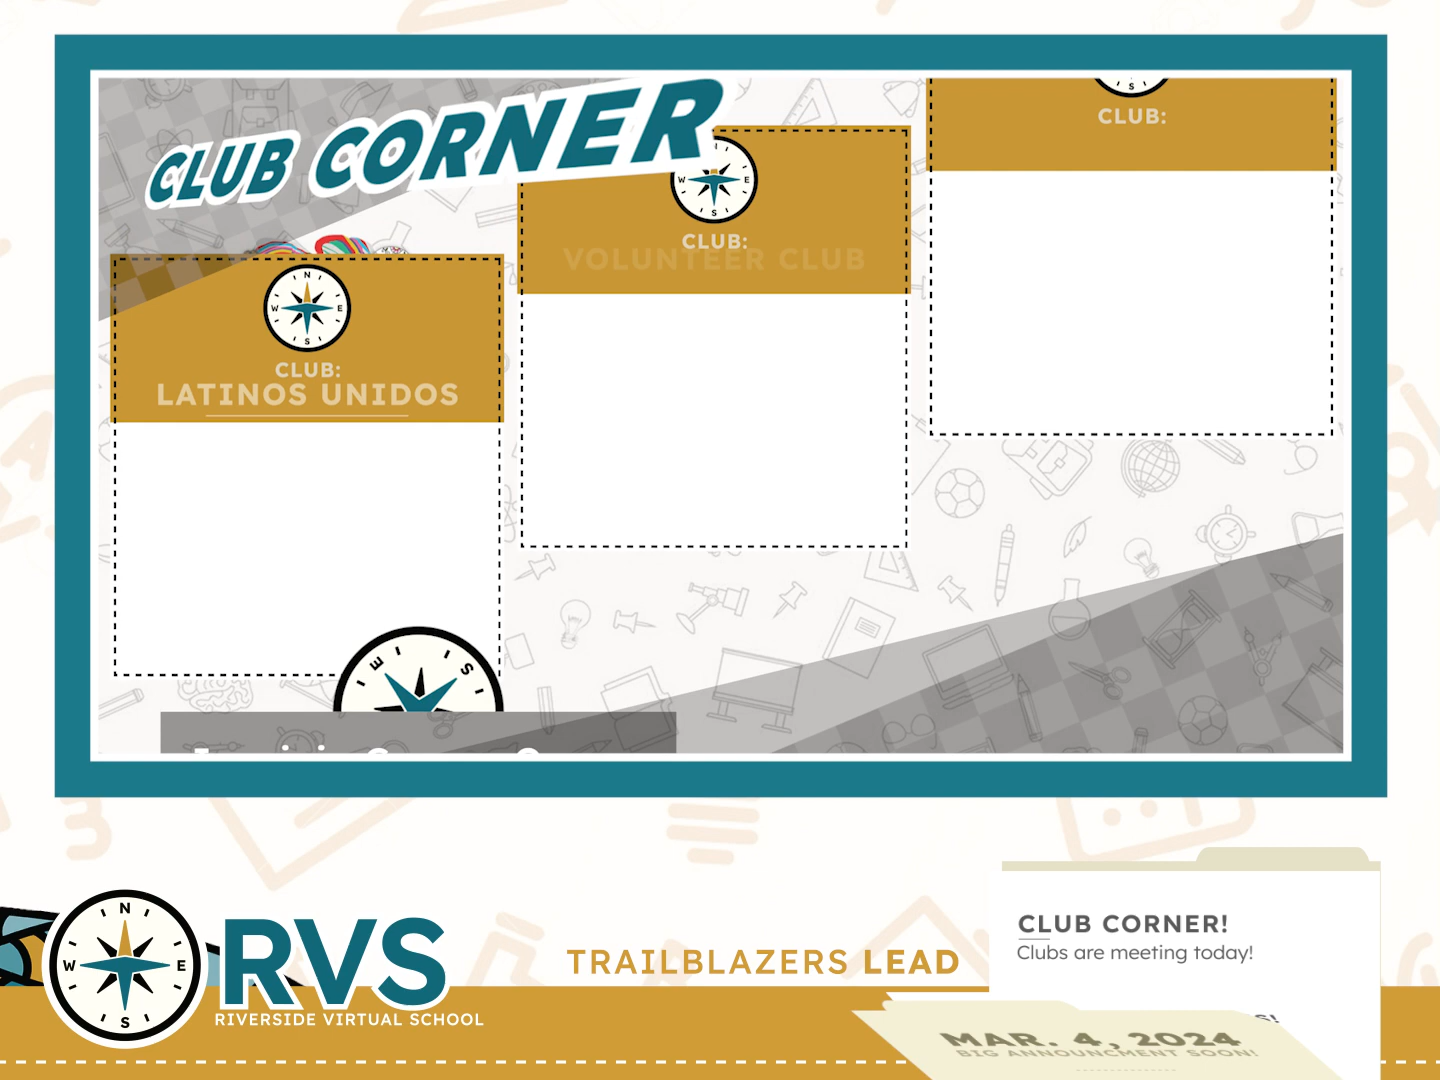 CLUB CORNER
CLUB:
LATINOS UNIDOS
CLUB:
VOLUNTEER CLUB
CLUB:
N
E
S
W
W
E
S
S
E
S
N
E
S
W
RVS
RIVERSIDE VIRTUAL SCHOOL
TRAILBLAZERS LEAD
CLUB CORNER!
Clubs are meeting today!
S!
MAR. 4, 2024
BIG ANNOUNCMENT SOON!